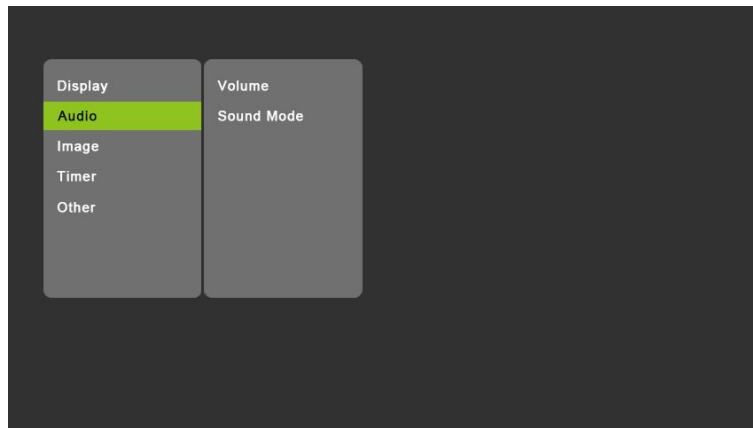 Display
Audio
Image
Timer
Other
Volume
Sound Mode